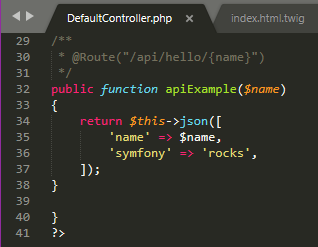 DefaultController.php × index.html.twig
29 /**
30 * @Route("/api/hello/{name}")
31 */
32 public function apiExample($name)
33 {
34 return $this->json([
35 'name' => $name,
36 'symfony' => 'rocks',
37 ]);
38 }
39
40 }
41 ?>